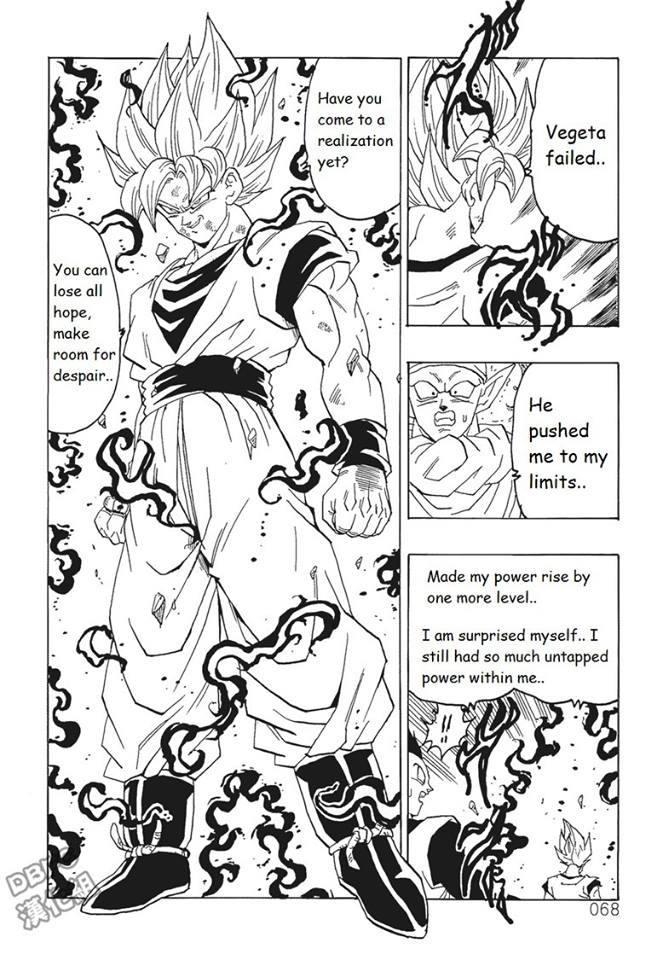 Vegeta
failed..
He
pushed
me to my
limits..
Made my power rise by
one more level..
I am surprised myself.. I
still had so much untapped
power within me..
!!
Have you
come to a
realization
yet?
You can
lose all
hope,
make
room for
despair..
068